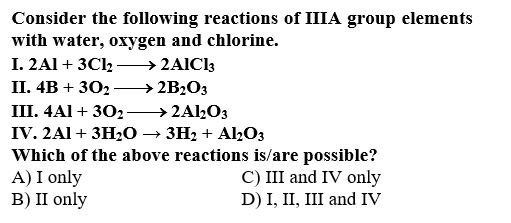 Consider the following reactions of IIIA group elements
with water, oxygen and chlorine.
I. 2Al + 3Cl₂ ⟶ 2AlCl₃
II. 4B + 3O₂ ⟶ 2B₂O₃
III. 4Al + 3O₂ ⟶ 2Al₂O₃
IV. 2Al + 3H₂O → 3H₂ + Al₂O₃
Which of the above reactions is/are possible?
A) I only C) III and IV only
B) II only D) I, II, III and IV